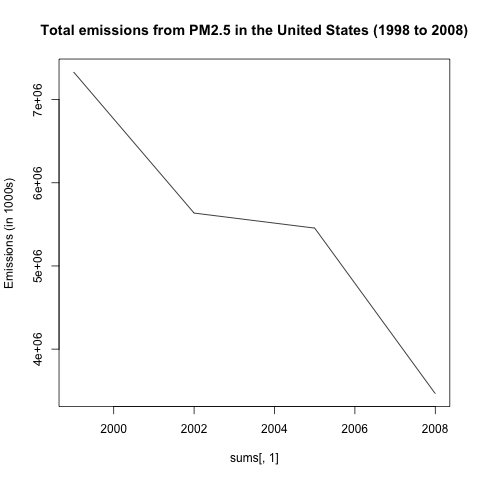 Total emissions from PM2.5 in the United States (1998 to 2008)
Emissions (in 1000s)
7e+06
6e+06
5e+06
4e+06
2000 2002 2004 2006 2008
sums[, 1]